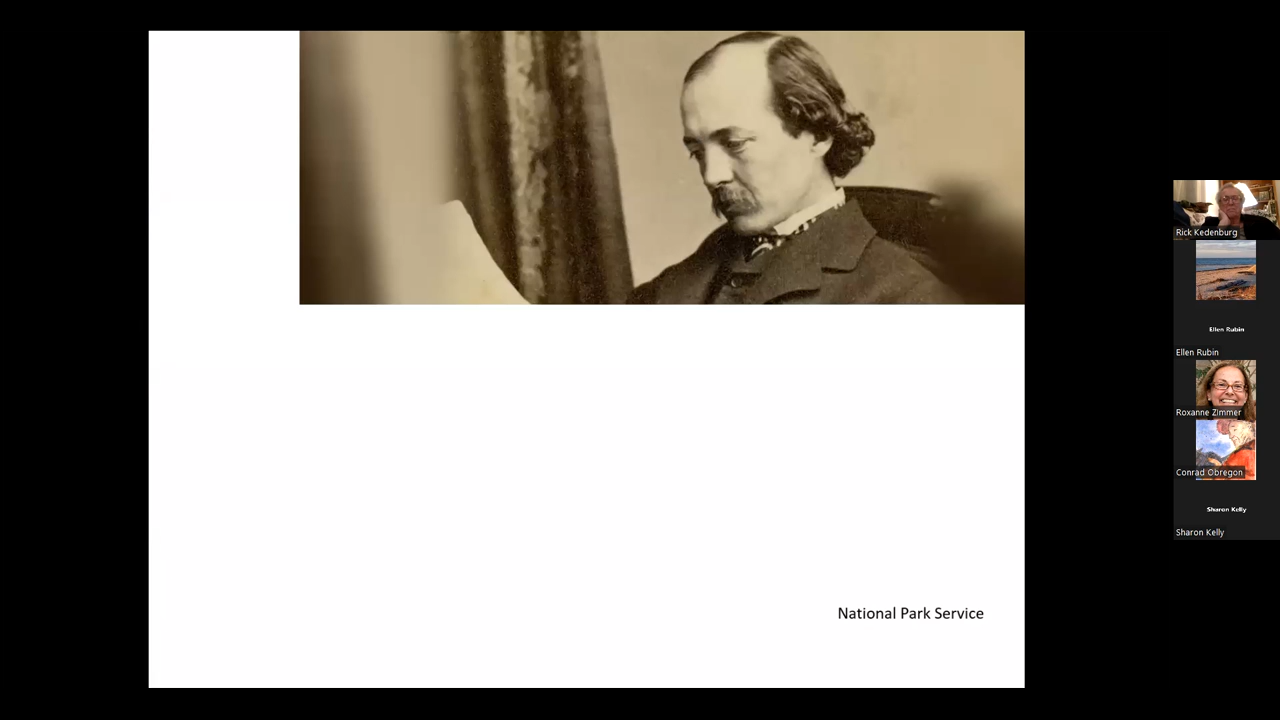 National Park Service
Rick Kedenburg
Ellen Rubin
Ellen Rubin
Roxanne Zimmer
Conrad Obregon
Sharon Kelly
Sharon Kelly